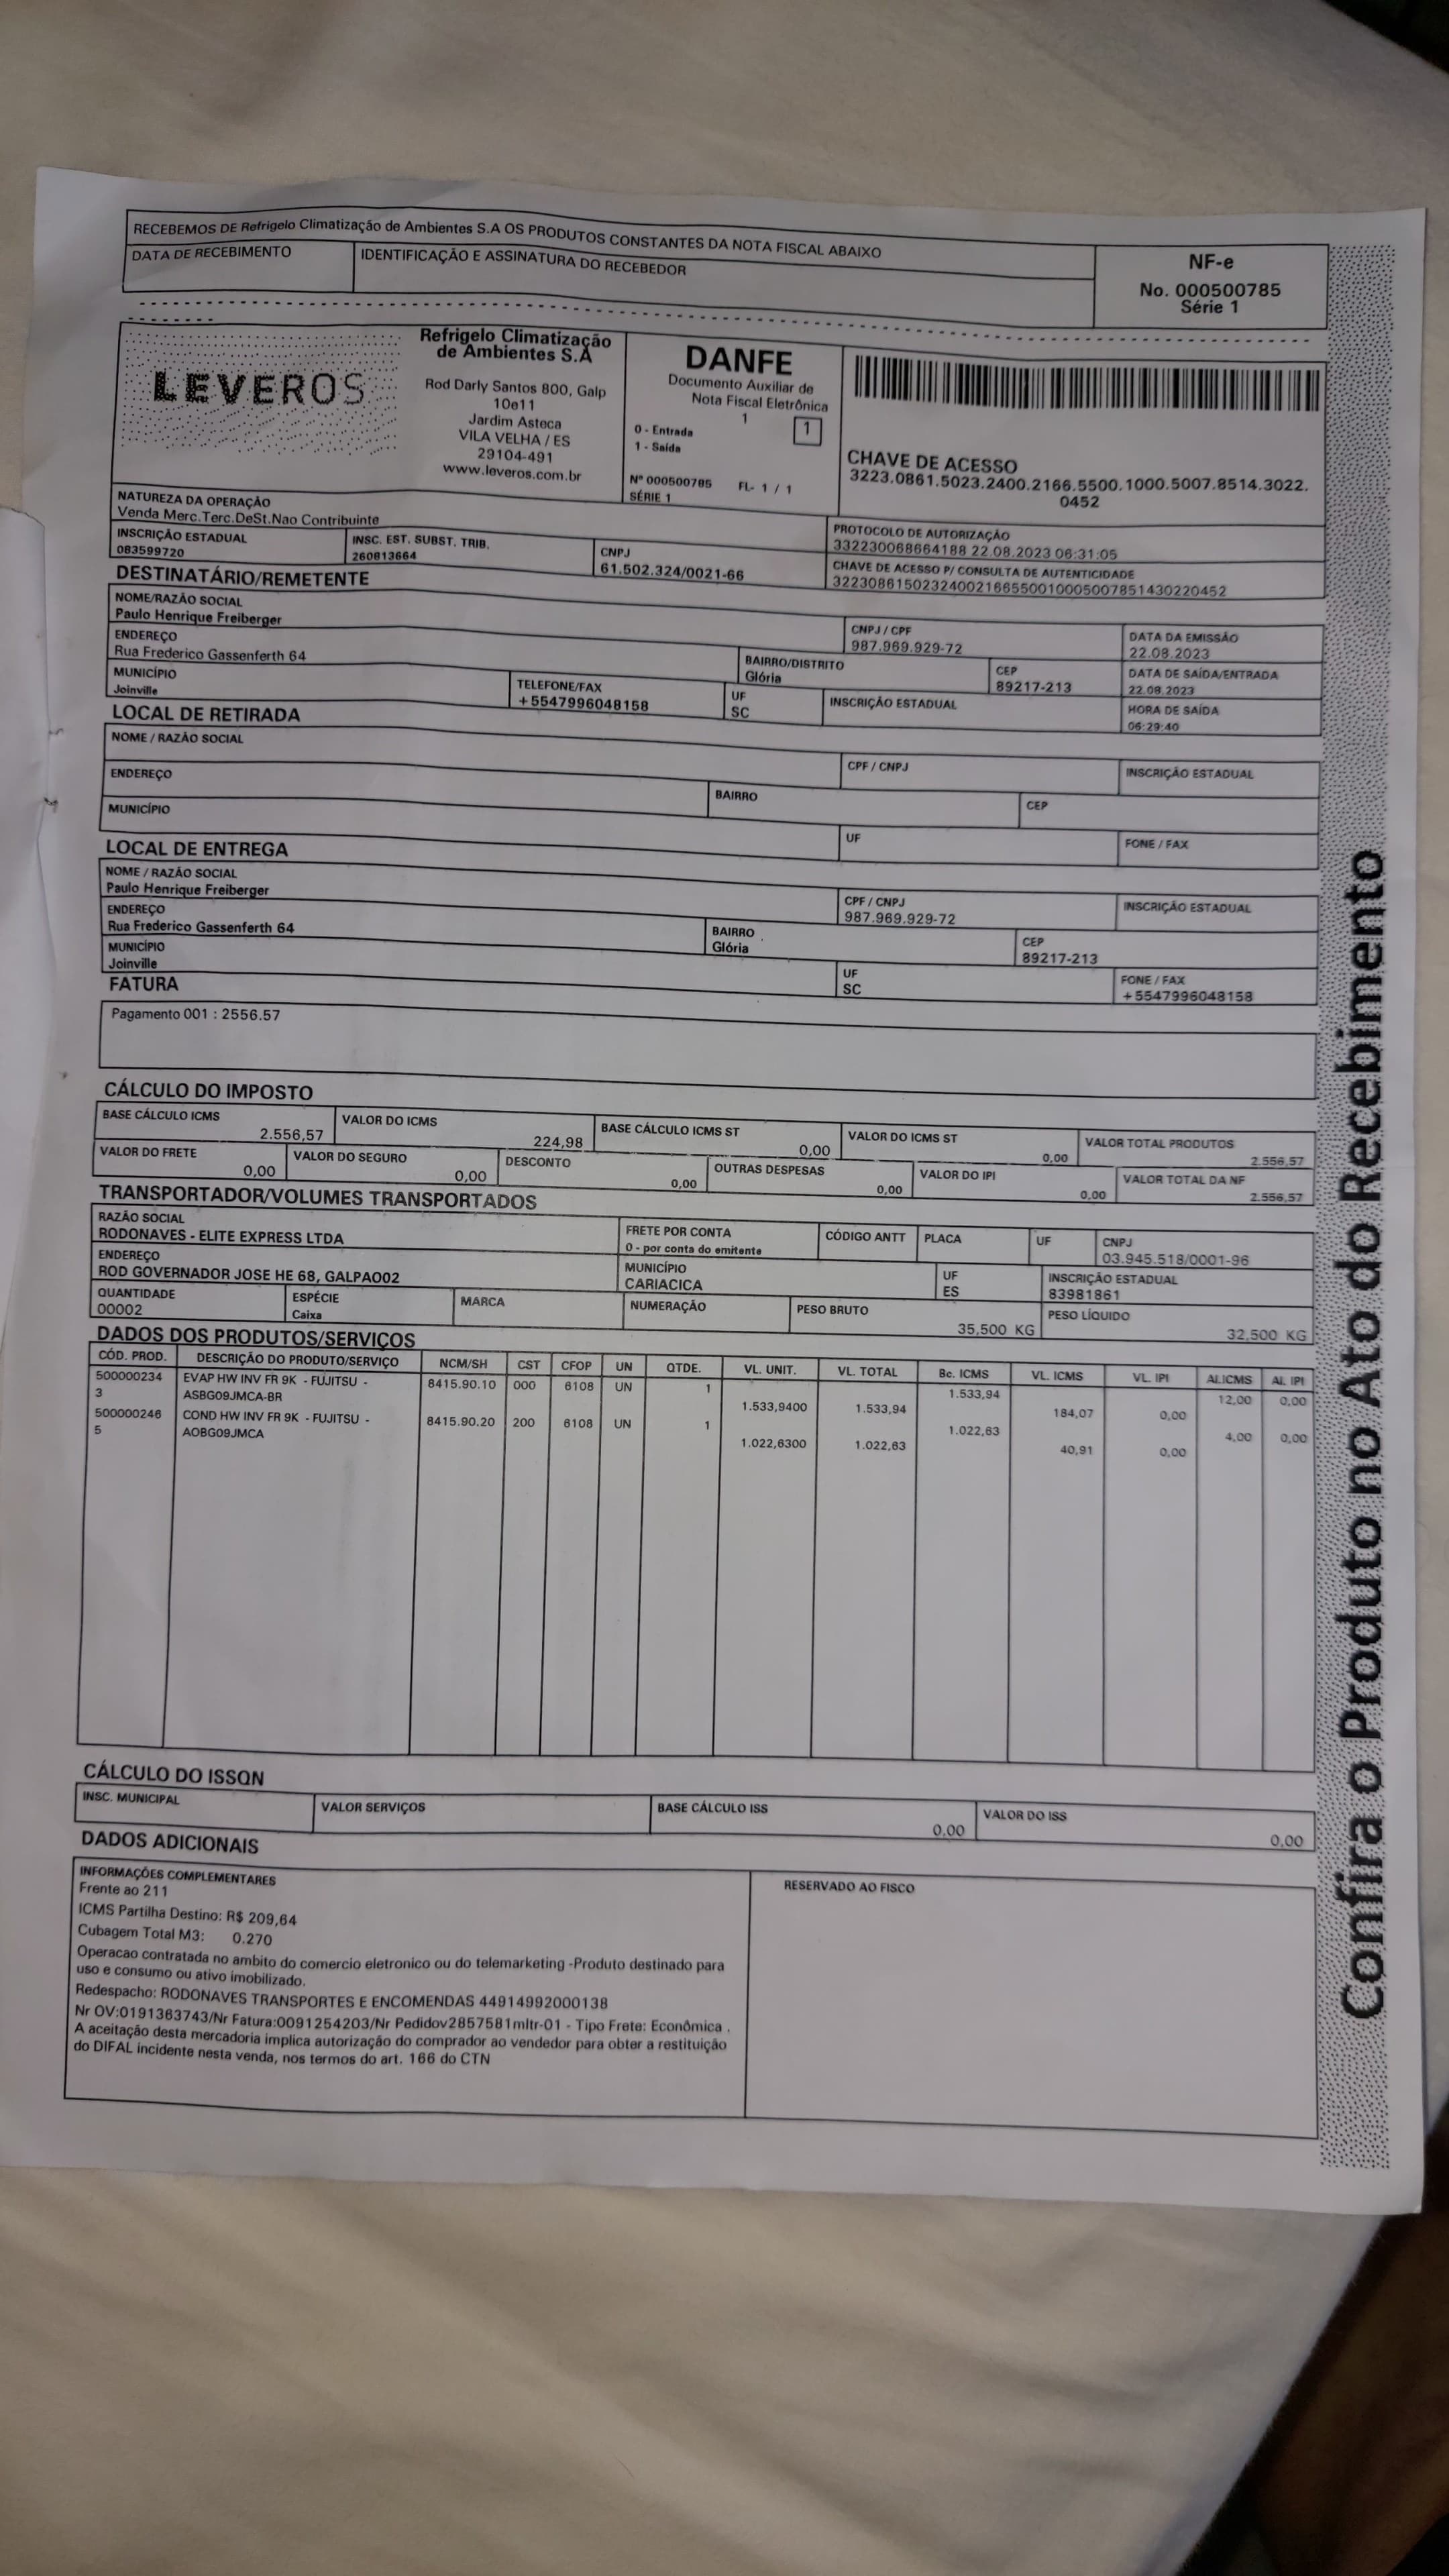 RECEBEMOS DE Refrigelo Climatização de Ambientes S.A OS PRODUTOS CONSTANTES DA NOTA FISCAL ABAIXO
DATA DE RECEBIMENTO
IDENTIFICAÇÃO E ASSINATURA DO RECEBEDOR
NF-e
No. 000500785
Série 1
LEVEROS
Refrigelo Climatização
de Ambientes S.A
Rod Darly Santos 800, Galp
10e11
Jardim Asteca
VILA VELHA / ES
29104-491
www.leveros.com.br
DANFE
Documento Auxiliar de
Nota Fiscal Eletrônica
1
0 - Entrada
1 - Saída
1
Nº 000500785 FL- 1 / 1
SÉRIE 1
CHAVE DE ACESSO
3223.0861.5023.2400.2166.5500.1000.5007.8514.3022.
0452
NATUREZA DA OPERAÇÃO
Venda Merc.Terc.DeSt.Nao Contribuinte
PROTOCOLO DE AUTORIZAÇÃO
332230068664188 22.08.2023 06:31:05
INSCRIÇÃO ESTADUAL
083599720
INSC. EST. SUBST. TRIB.
260813664
CNPJ
61.502.324/0021-66
CHAVE DE ACESSO P/ CONSULTA DE AUTENTICIDADE
32230861502324002166550010005007851430220452
DESTINATÁRIO/REMETENTE
NOME/RAZÃO SOCIAL
Paulo Henrique Freiberger
CNPJ / CPF
987.969.929-72
DATA DA EMISSÃO
22.08.2023
ENDEREÇO
Rua Frederico Gassenferth 64
BAIRRO/DISTRITO
Glória
CEP
89217-213
DATA DE SAÍDA/ENTRADA
22.08.2023
MUNICÍPIO
Joinville
TELEFONE/FAX
+5547996048158
UF
SC
INSCRIÇÃO ESTADUAL
HORA DE SAÍDA
06:29:40
LOCAL DE RETIRADA
NOME / RAZÃO SOCIAL
CPF / CNPJ
INSCRIÇÃO ESTADUAL
ENDEREÇO
BAIRRO
CEP
MUNICÍPIO
UF
FONE / FAX
LOCAL DE ENTREGA
NOME / RAZÃO SOCIAL
Paulo Henrique Freiberger
CPF / CNPJ
987.969.929-72
INSCRIÇÃO ESTADUAL
ENDEREÇO
Rua Frederico Gassenferth 64
BAIRRO
Glória
CEP
89217-213
MUNICÍPIO
Joinville
UF
SC
FONE / FAX
+5547996048158
FATURA
Pagamento 001 : 2556.57
CÁLCULO DO IMPOSTO
BASE CÁLCULO ICMS
2.556,57
VALOR DO ICMS
224,98
BASE CÁLCULO ICMS ST
0,00
VALOR DO ICMS ST
0,00
VALOR TOTAL PRODUTOS
2.556,57
VALOR DO FRETE
0,00
VALOR DO SEGURO
0,00
DESCONTO
0,00
OUTRAS DESPESAS
0,00
VALOR DO IPI
0,00
VALOR TOTAL DA NF
2.556,57
TRANSPORTADOR/VOLUMES TRANSPORTADOS
RAZÃO SOCIAL
RODONAVES - ELITE EXPRESS LTDA
FRETE POR CONTA
0 - por conta do emitente
CÓDIGO ANTT
PLACA
UF
CNPJ
03.945.518/0001-96
ENDEREÇO
ROD GOVERNADOR JOSE HE 68, GALPAO02
MUNICÍPIO
CARIACICA
UF
ES
INSCRIÇÃO ESTADUAL
83981861
QUANTIDADE
00002
ESPÉCIE
Caixa
MARCA
NUMERAÇÃO
PESO BRUTO
35,500 KG
PESO LÍQUIDO
32,500 KG
DADOS DOS PRODUTOS/SERVIÇOS
CÓD. PROD. DESCRIÇÃO DO PRODUTO/SERVIÇO NCM/SH CST CFOP UN QTDE. VL. UNIT. VL. TOTAL Bc. ICMS VL. ICMS VL. IPI AL.ICMS AL. IPI
500000234 EVAP HW INV FR 9K - FUJITSU - 8415.90.10 000 6108 UN 1 1.533,94 12,00 0,00
3 ASBG09JMCA-BR 1.533,9400 1.533,94 184,07 0,00
500000246 COND HW INV FR 9K - FUJITSU - 8415.90.20 200 6108 UN 1 1.022,63 4,00 0,00
5 AOBG09JMCA 1.022,6300 1.022,63 40,91 0,00
CÁLCULO DO ISSQN
INSC. MUNICIPAL
VALOR SERVIÇOS
BASE CÁLCULO ISS
0,00
VALOR DO ISS
0,00
DADOS ADICIONAIS
INFORMAÇÕES COMPLEMENTARES
Frente ao 211
ICMS Partilha Destino: R$ 209,64
Cubagem Total M3: 0.270
Operacao contratada no ambito do comercio eletronico ou do telemarketing -Produto destinado para
uso e consumo ou ativo imobilizado.
Redespacho: RODONAVES TRANSPORTES E ENCOMENDAS 44914992000138
Nr OV:0191363743/Nr Fatura:0091254203/Nr Pedidov2857581mltr-01 - Tipo Frete: Econômica .
A aceitação desta mercadoria implica autorização do comprador ao vendedor para obter a restituição
do DIFAL incidente nesta venda, nos termos do art. 166 do CTN
RESERVADO AO FISCO
Confira o Produto no Ato do Recebimento